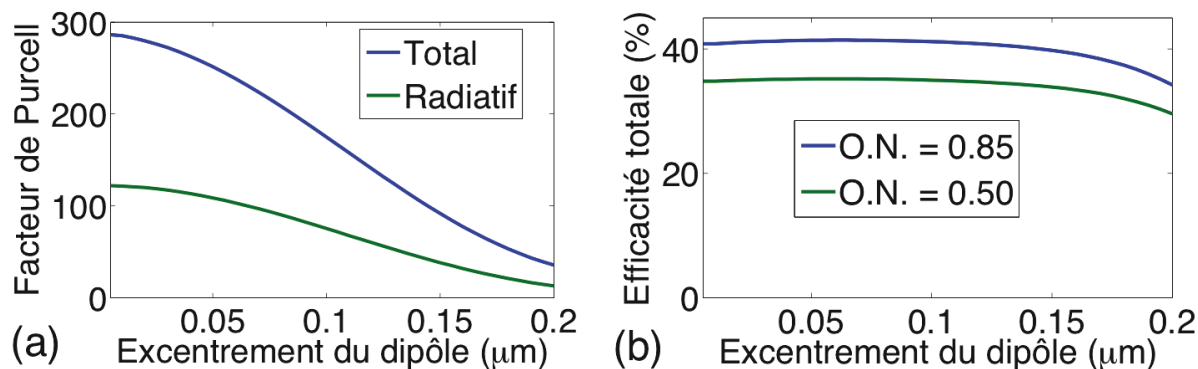 300
200
100
0
Facteur de Purcell
Total
Radiatif
0.05
0.1
0.15
0.2
(a)
Excentrement du dipôle (μm)
40
20
0
Efficacité totale (%)
O.N. = 0.85
O.N. = 0.50
0.05
0.1
0.15
0.2
(b)
Excentrement du dipôle (μm)